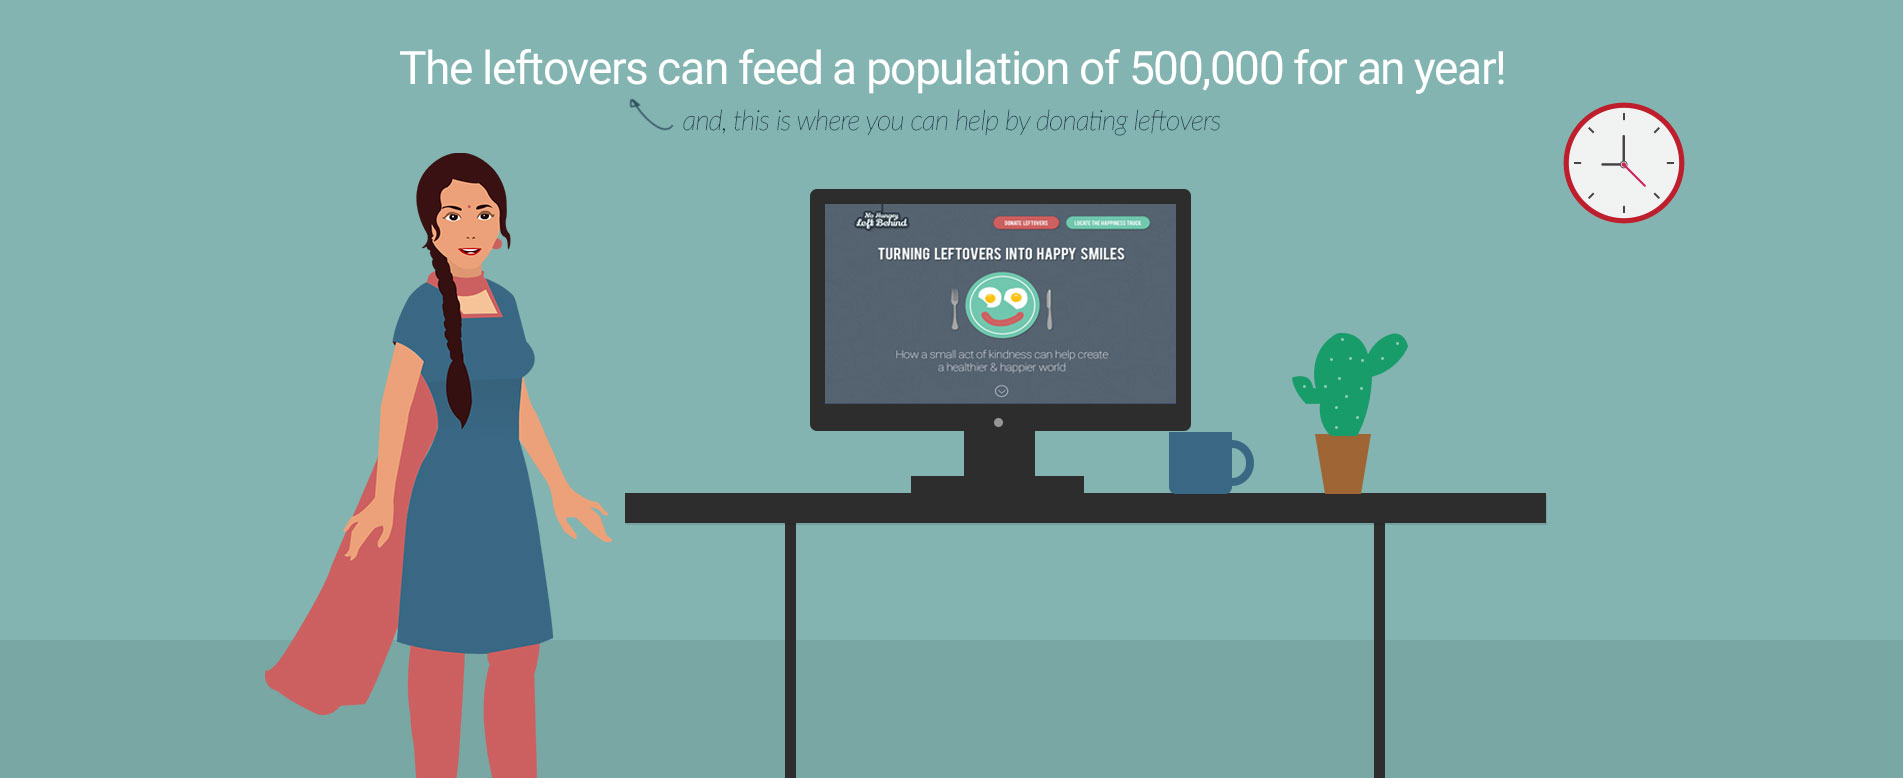 The leftovers can feed a population of 500,000 for an year!
and, this is where you can help by donating leftovers
No Hungry
Left Behind
DONATE LEFTOVERS
LOCATE THE HAPPINESS TRUCK
TURNING LEFTOVERS INTO HAPPY SMILES
How a small act of kindness can help create
a healthier & happier world